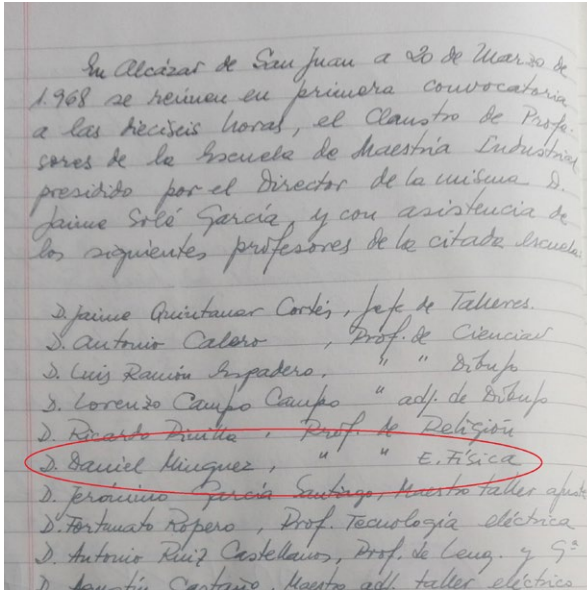 En Alcázar de San Juan a 20 de Marzo de
1.968 se reúnen en primera convocatoria
a las dieciseis horas, el Claustro de Profe-
sores de la Escuela de Maestría Industrial
presidido por el Director de la misma D.
Jaime Solé García, y con asistencia de
los siguientes profesores de la citada escuela.
D. Jaime Quintanar Cortés, Jefe de Talleres.
D. Antonio Calero , Prof. de Ciencias
D. Luis Ramón Espadero. " " Dibujo
D. Lorenzo Campo Campo " adj. de Dibujo
D. Ricardo , Prof. de Religión
D. Daniel Minguez, " " E. Física
D. Jerónimo García Santiago, Maestro taller
D. Fortunato Ropero, Prof. Tecnología eléctrica
D. Antonio Ruiz Castellanos, Prof. de Leng. y Gª
D. Agustín Castaño, Maestro adj. taller eléctrico